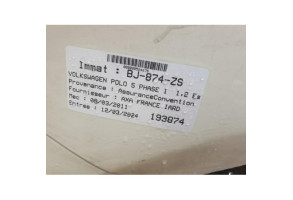 Immat : BJ-874-ZS
VOLKSWAGEN POLO 5 PHASE 1 1.2 Es
Provenance : AssuranceConvention
Fournisseur : AXA FRANCE IARD
Mec : 08/03/2011
Entree : 12/03/2024 193874